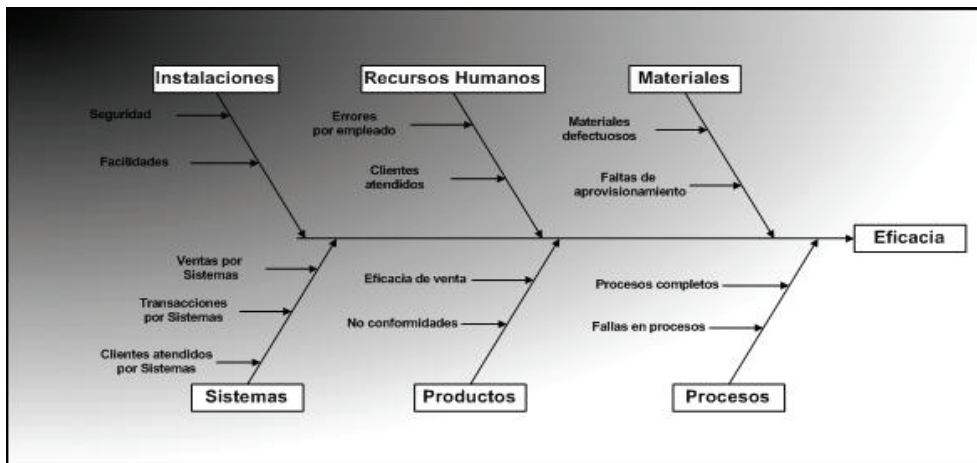 Instalaciones
Recursos Humanos
Materiales
Seguridad
Facilidades
Errores
por empleado
Clientes
atendidos
Materiales
defectuosos
Faltas de
aprovisionamiento
Eficacia
Ventas por
Sistemas
Transacciones
por Sistemas
Clientes atendidos
por Sistemas
Eficacia de venta
No conformidades
Procesos completos
Fallas en procesos
Sistemas
Productos
Procesos